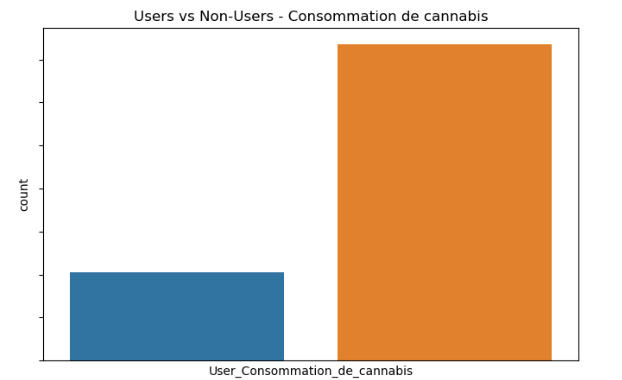 Users vs Non-Users - Consommation de cannabis
count
User_Consommation_de_cannabis